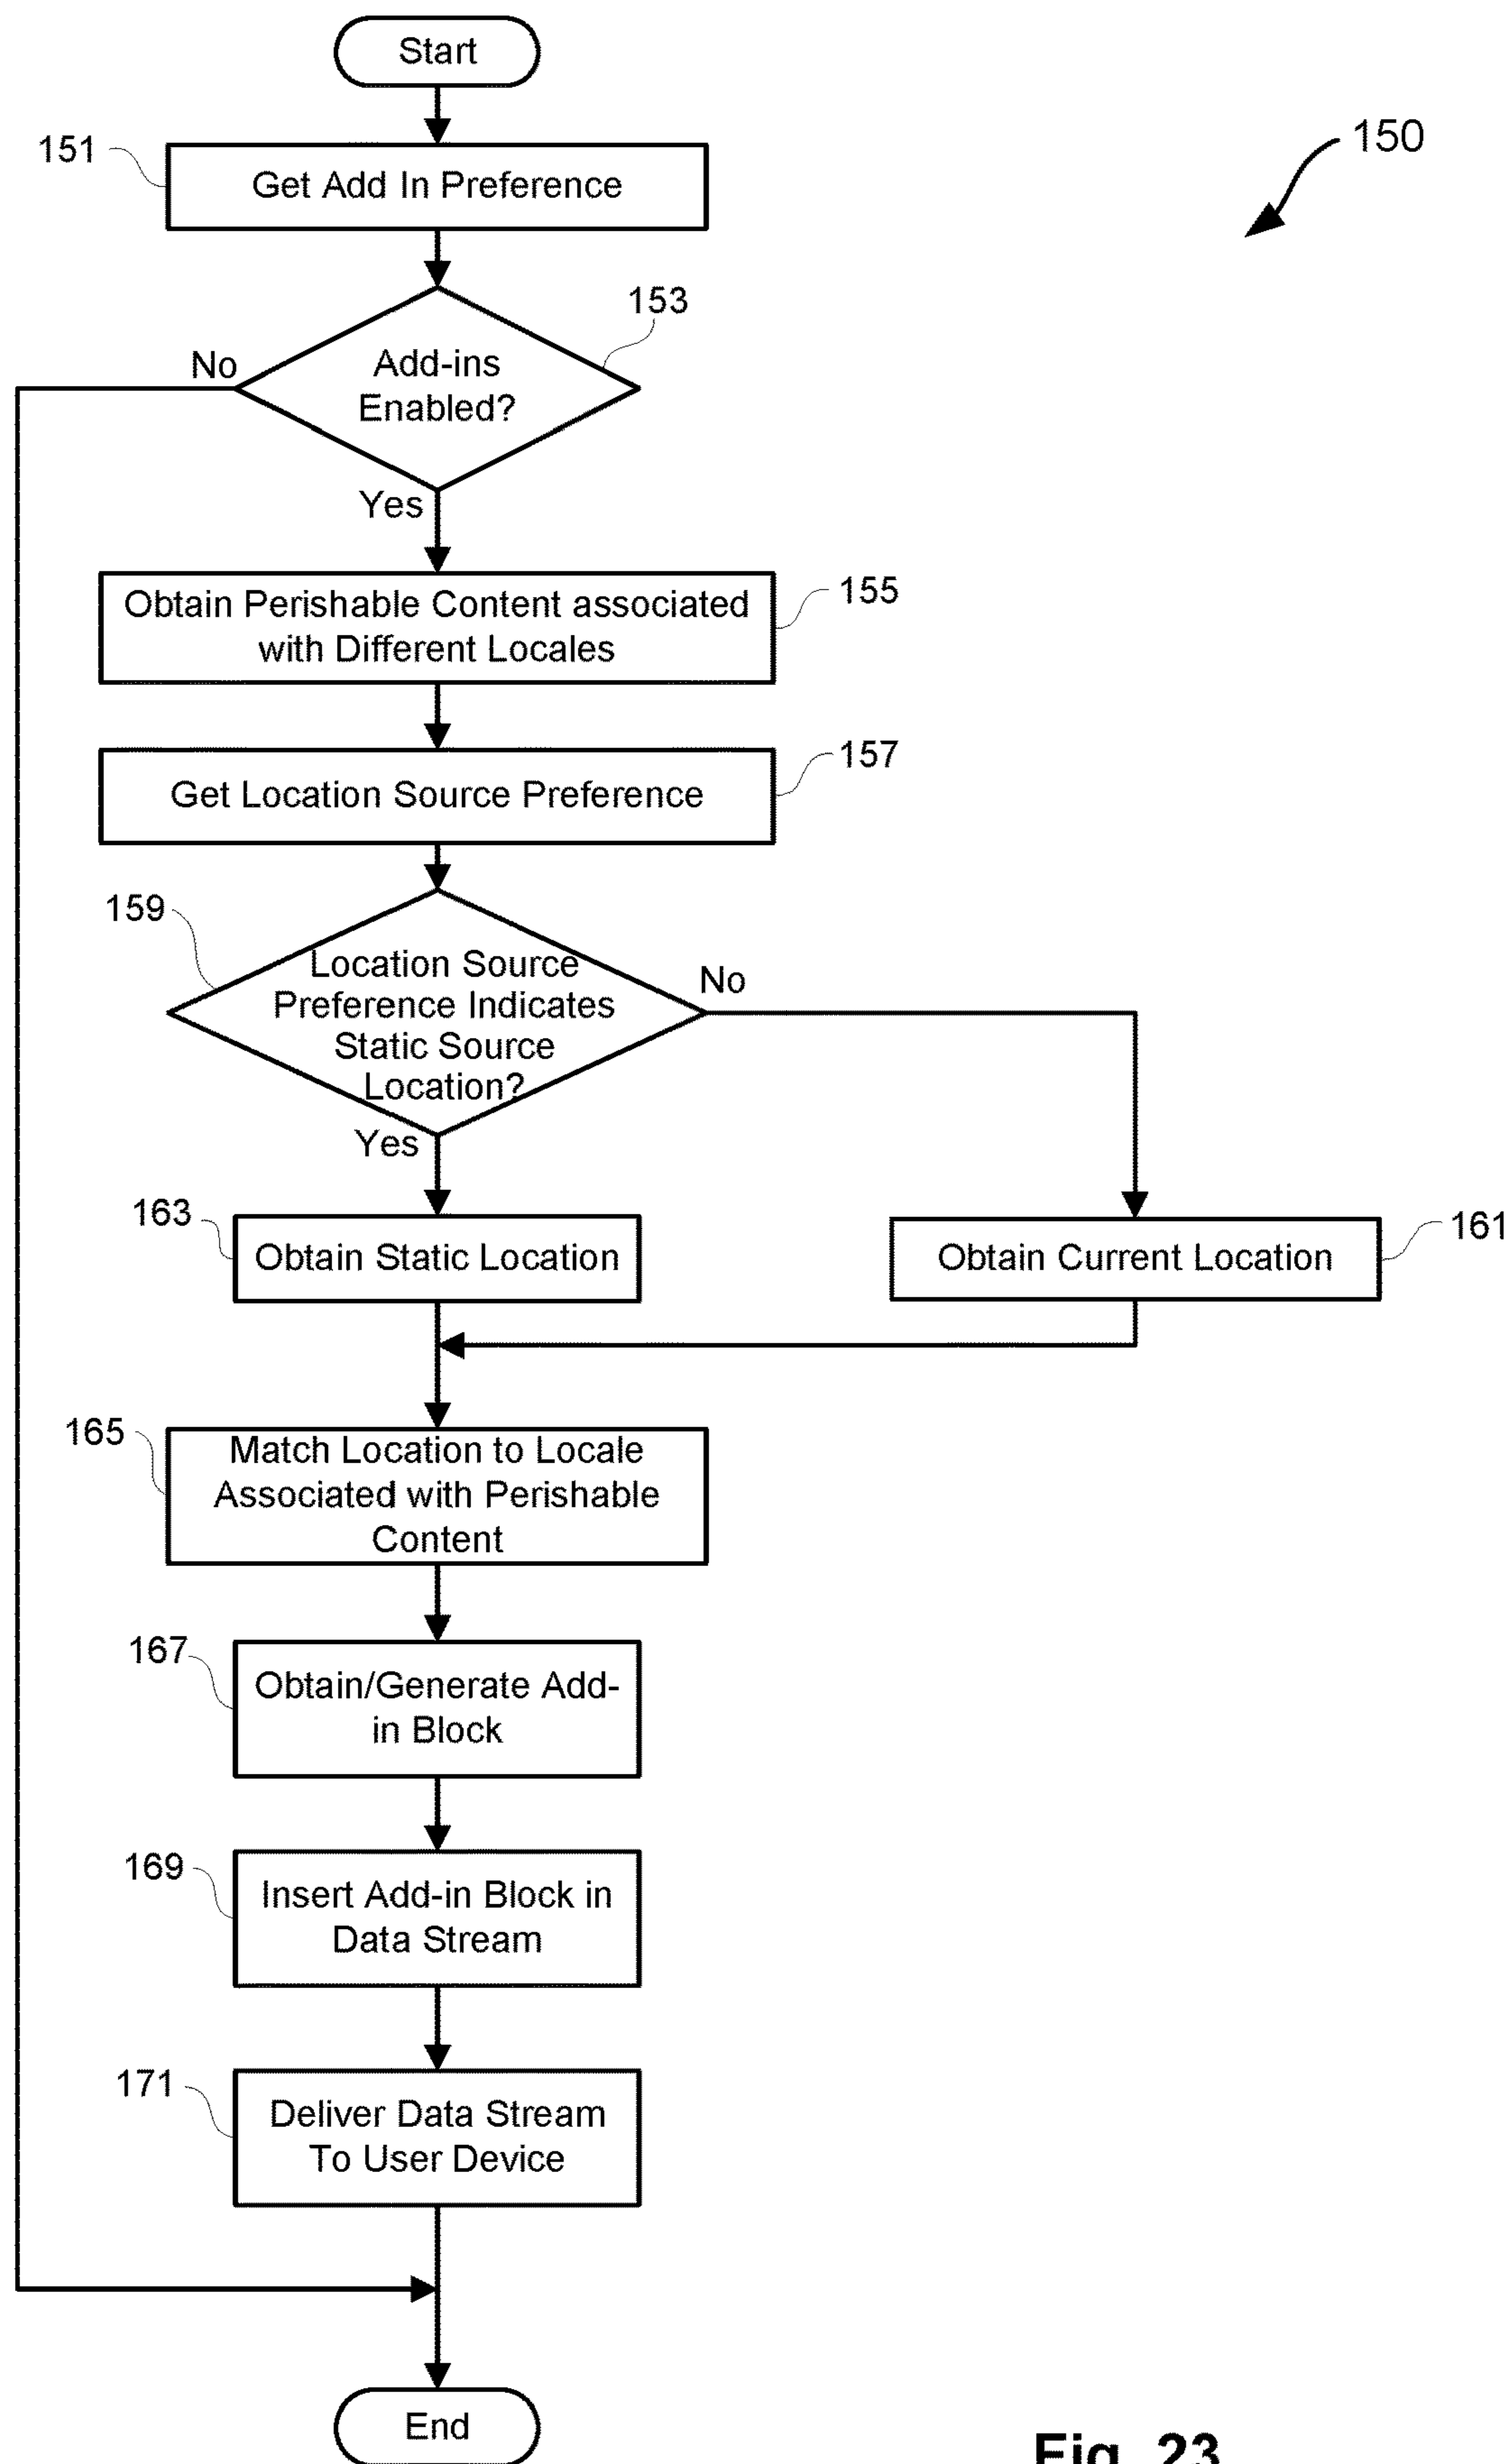 Start
150
151
Get Add In Preference
153
No
Add-ins
Enabled?
Yes
Obtain Perishable Content associated
with Different Locales
155
Get Location Source Preference
157
159
Location Source
Preference Indicates
Static Source
Location?
No
Yes
163
Obtain Static Location
Obtain Current Location
161
165
Match Location to Locale
Associated with Perishable
Content
167
Obtain/Generate Add-
in Block
169
Insert Add-in Block in
Data Stream
171
Deliver Data Stream
To User Device
End
Fig. 23